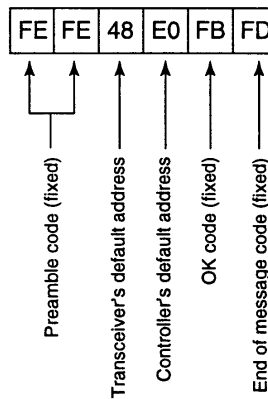 FE FE 48 E0 FB FD
Preamble code (fixed)
Transceiver's default address
Controller's default address
OK code (fixed)
End of message code (fixed)